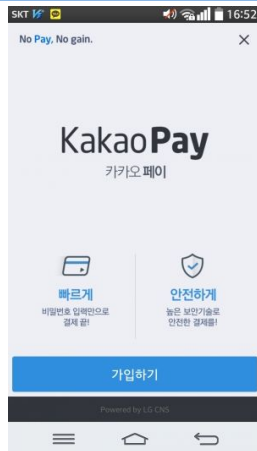 SKT 16:52
No Pay, No gain.
KakaoPay
카카오페이
빠르게
비밀번호 입력만으로
결제 끝!
안전하게
높은 보안기술로
안전한 결제를!
가입하기
Powered by LG CNS